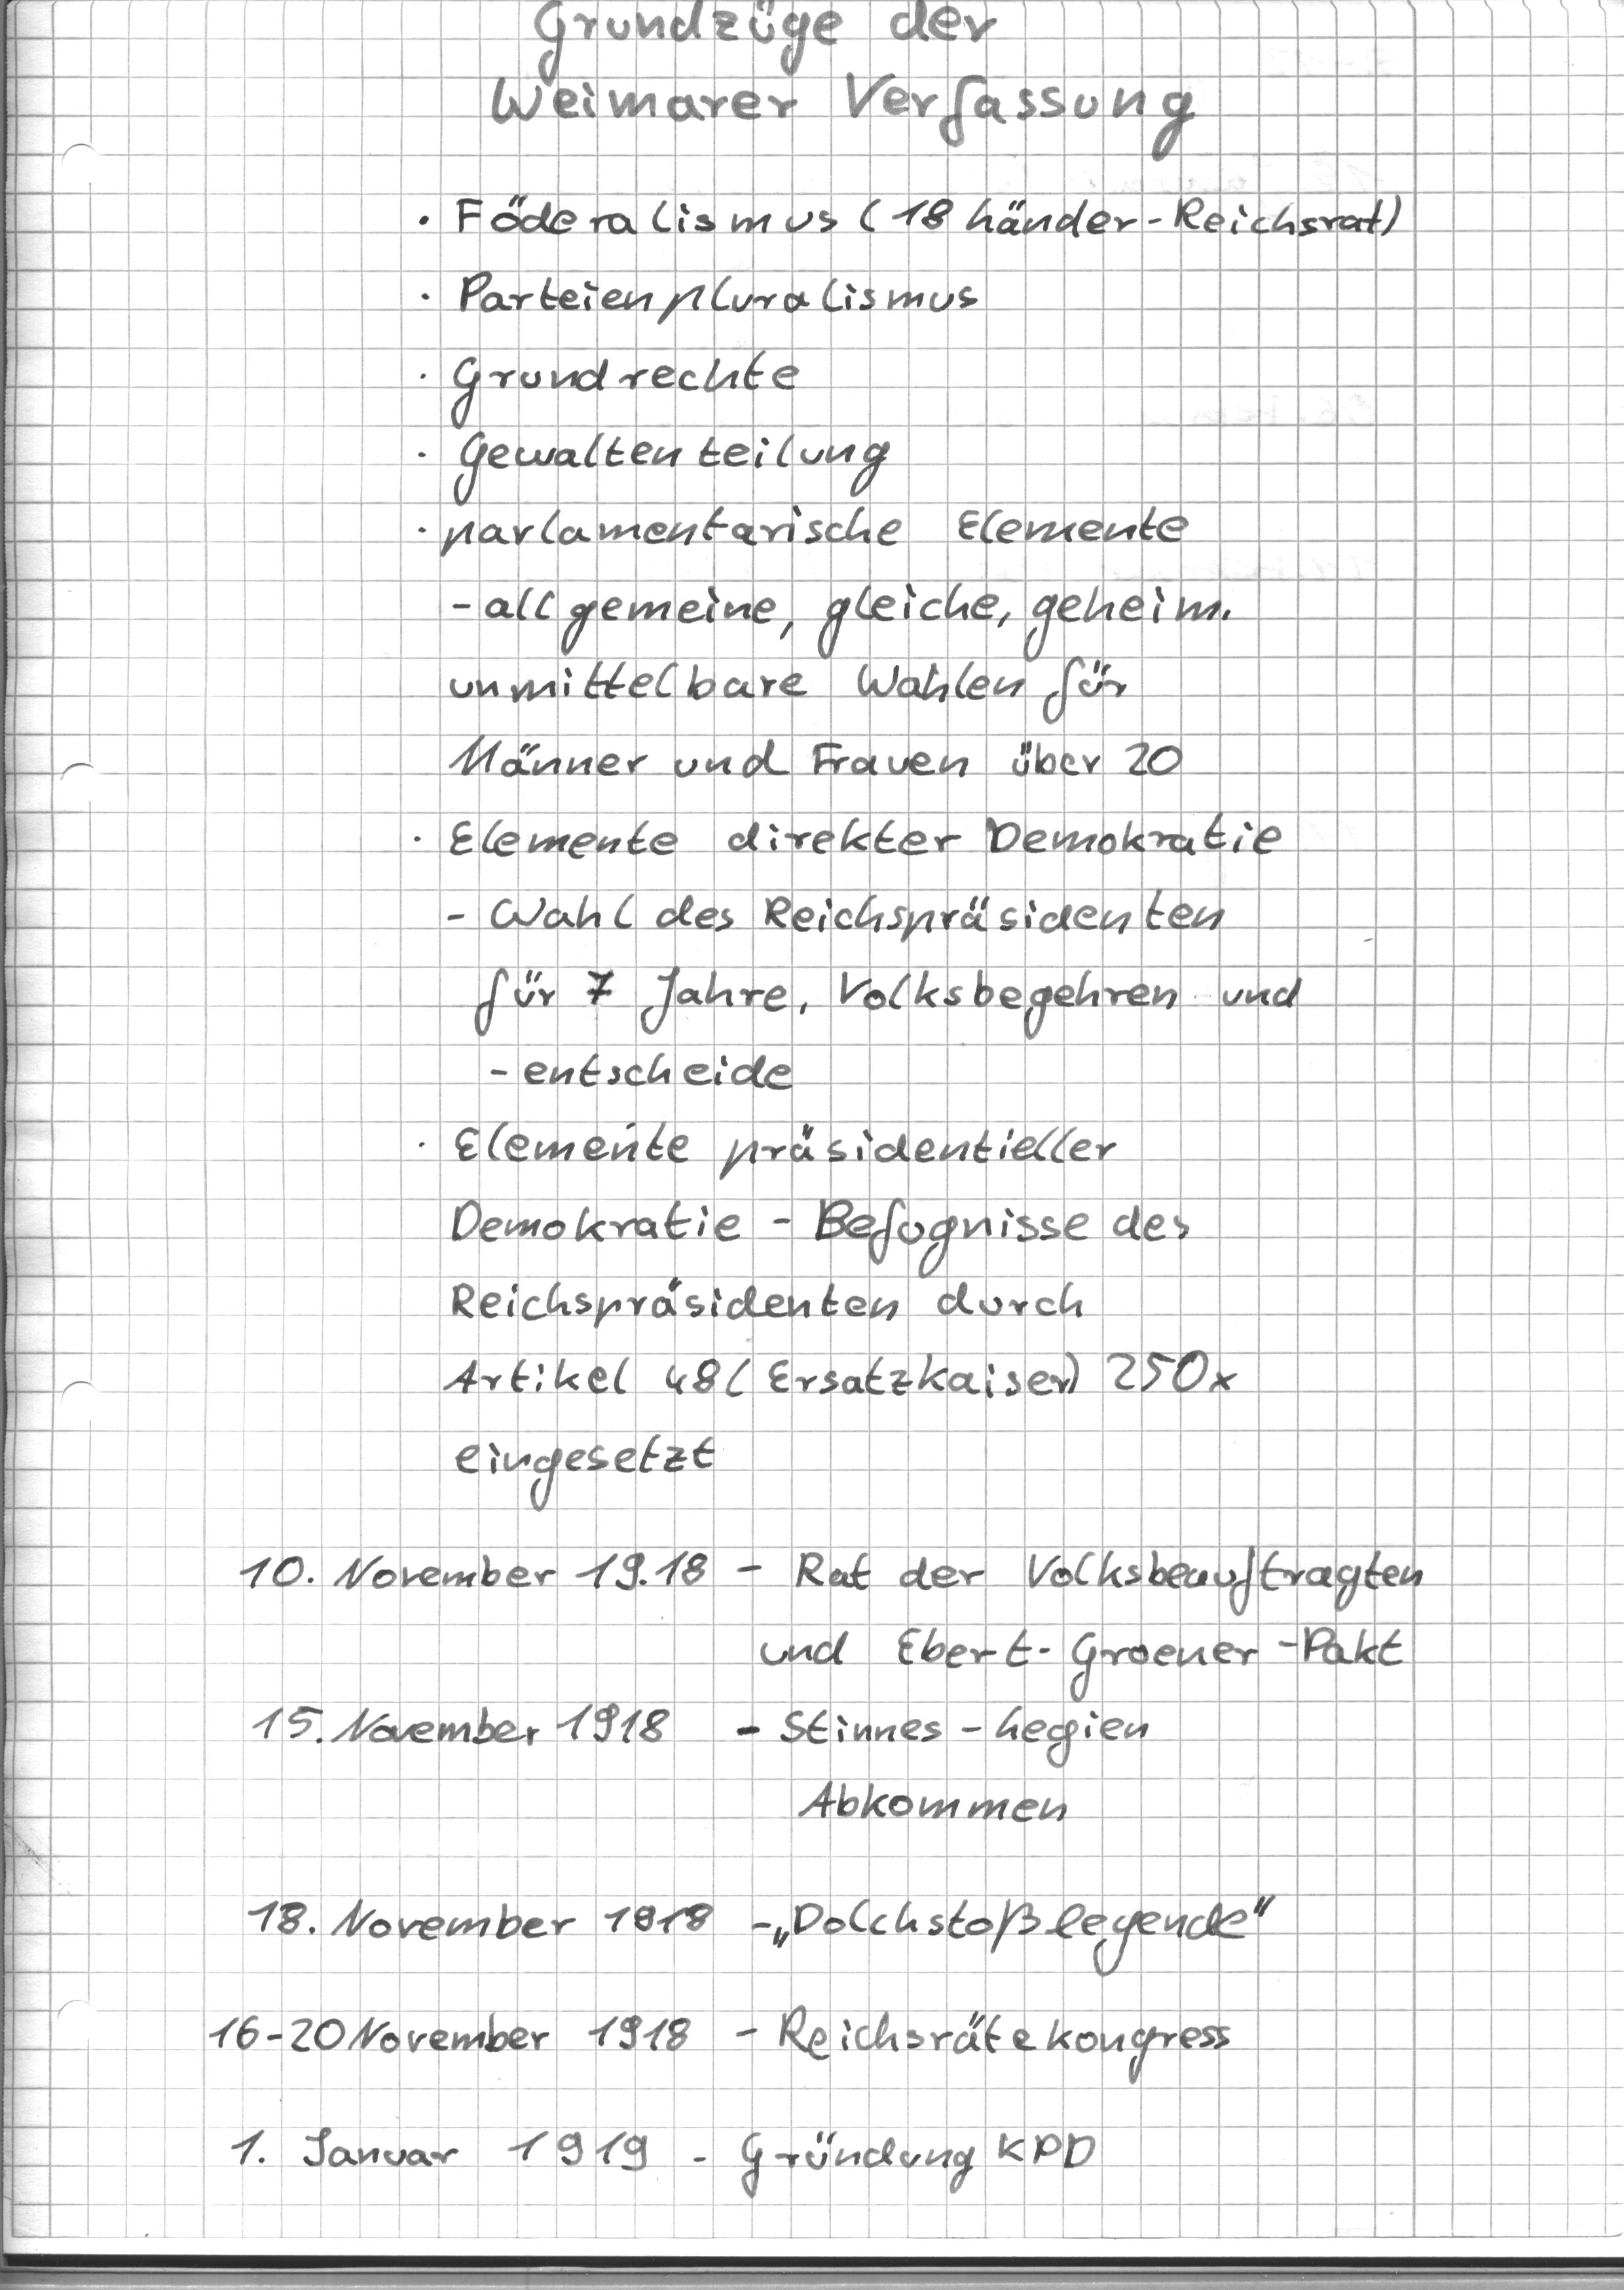 Grundzüge der
Weimarer Verfassung
· Föderalismus (18 Länder-Reichsrat)
· Parteienpluralismus
· Grundrechte
· Gewaltenteilung
· parlamentarische Elemente
- allgemeine, gleiche, geheim.
unmittelbare Wahlen für
Männer und Frauen über 20
· Elemente direkter Demokratie
- Wahl des Reichspräsidenten
für 7 Jahre, Volksbegehren und
- entscheide
· Elemente präsidentieller
Demokratie - Befugnisse des
Reichspräsidenten durch
Artikel 48 (Ersatzkaiser) 250x
eingesetzt
10. November 19.18 - Rat der Volksbeauftragten
und Ebert-Groener-Pakt
15. November 1918 - Stinnes-Legien
Abkommen
18. November 1918 - „Dolchstoßlegende"
16-20 November 1918 - Reichsrätekongress
1. Januar 1919 - Gründung KPD